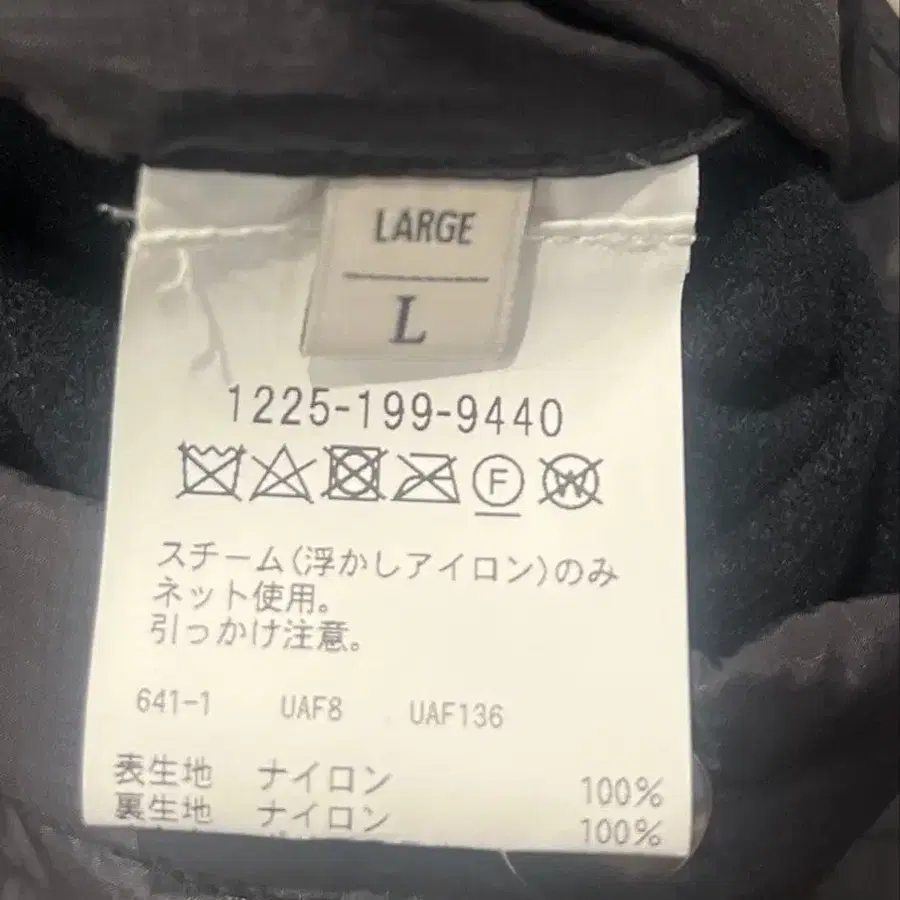 LARGE
L
1225-199-9440
F W
スチーム(浮かしアイロン)のみ
ネット使用。
引っかけ注意。
641-1 UAF8 UAF136
表生地 ナイロン 100%
裏生地 ナイロン 100%